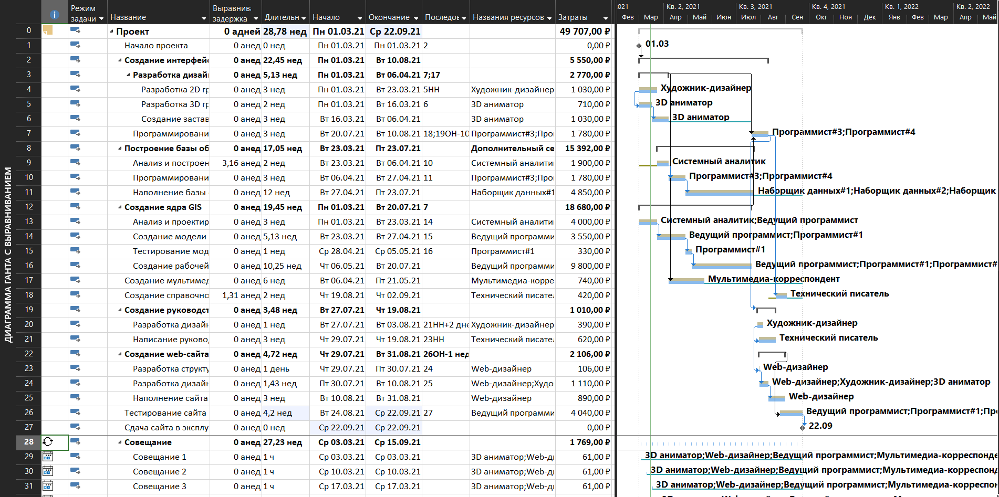 ДИАГРАММА ГАНТА С ВЫРАВНИВАНИЕМ
Режим задачи Название Выравнива задержка Длительн Начало Окончание Последов Названия ресурсов Затраты
021 Кв. 2, 2021 Кв. 3, 2021 Кв. 4, 2021 Кв. 1, 2022 Кв. 2, 2022
Фев Мар Апр Май Июн Июл Авг Сен Окт Ноя Дек Янв Фев Мар Апр Май
0 Проект 0 адней 28,78 нед Пн 01.03.21 Ср 22.09.21 49 707,00 ₽
1 Начало проекта 0 анед 0 нед Пн 01.03.21 Пн 01.03.21 2 0,00 ₽ 01.03
2 Создание интерфей 0 анед 22,45 нед Пн 01.03.21 Вт 10.08.21 5 550,00 ₽
3 Разработка дизай 0 анед 5,13 нед Пн 01.03.21 Вт 06.04.21 7;17 2 770,00 ₽
4 Разработка 2D гр 0 анед 3 нед Пн 01.03.21 Вт 23.03.21 5НН Художник-дизайнер 1 030,00 ₽ Художник-дизайнер
5 Разработка 3D гр 0 анед 2 нед Пн 01.03.21 Вт 16.03.21 6 3D аниматор 710,00 ₽ 3D аниматор
6 Создание застав 0 анед 3 нед Вт 16.03.21 Вт 06.04.21 3D аниматор 1 030,00 ₽ 3D аниматор
7 Программировани 0 анед 3 нед Вт 20.07.21 Вт 10.08.21 18;19ОН-10 Программист#3;Про 1 780,00 ₽ Программист#3;Программист#4
8 Построение базы об 0 анед 17,05 нед Вт 23.03.21 Пт 23.07.21 Дополнительный се 15 392,00 ₽
9 Анализ и построен 3,16 анед 2 нед Вт 23.03.21 Вт 06.04.21 10 Системный аналити 1 900,00 ₽ Системный аналитик
10 Программировани 0 анед 3 нед Вт 06.04.21 Вт 27.04.21 11 Программист#3;Про 1 780,00 ₽ Программист#3;Программист#4
11 Наполнение базы 0 анед 12 нед Вт 27.04.21 Пт 23.07.21 Наборщик данных#1 4 850,00 ₽ Наборщик данных#1;Наборщик данных#2;Наборщик
12 Создание ядра GIS 0 анед 19,45 нед Пн 01.03.21 Вт 20.07.21 7 18 680,00 ₽
13 Анализ и проектир 0 анед 3 нед Пн 01.03.21 Вт 23.03.21 14 Системный аналити 4 000,00 ₽ Системный аналитик;Ведущий программист
14 Создание модели 0 анед 5,13 нед Вт 23.03.21 Вт 27.04.21 15 Ведущий программи 3 550,00 ₽ Ведущий программист;Программист#1
15 Тестирование мод 0 анед 1 нед Ср 28.04.21 Ср 05.05.21 16 Программист#1 330,00 ₽ Программист#1
16 Создание рабочей 0 анед 10,25 нед Чт 06.05.21 Вт 20.07.21 Ведущий программи 9 800,00 ₽ Ведущий программист;Программист#1;Программист#
17 Создание мультимед 0 анед 6 нед Вт 06.04.21 Пт 21.05.21 Мультимедиа-корре 740,00 ₽ Мультимедиа-корреспондент
18 Создание справочно 1,31 анед 2 нед Чт 19.08.21 Чт 02.09.21 Технический писател 420,00 ₽ Технический писатель
19 Создание руководст 0 анед 3,48 нед Вт 27.07.21 Чт 19.08.21 1 010,00 ₽
20 Разработка дизайн 0 анед 1 нед Вт 27.07.21 Вт 03.08.21 21НН+2 дне Художник-дизайнер 390,00 ₽ Художник-дизайнер
21 Написание руково, 0 анед 3 нед Чт 29.07.21 Чт 19.08.21 23НН Технический писател 620,00 ₽ Технический писатель
22 Создание web-сайта 0 анед 4,72 нед Чт 29.07.21 Вт 31.08.21 26ОН-1 нед 2 106,00 ₽
23 Разработка структу 0 анед 1 день Чт 29.07.21 Пт 30.07.21 24 Web-дизайнер 106,00 ₽ Web-дизайнер
24 Разработка дизайн 0 анед 1,43 нед Пт 30.07.21 Вт 10.08.21 25 Web-дизайнер;Худо 1 110,00 ₽ Web-дизайнер;Художник-дизайнер;3D аниматор
25 Наполнение сайта 0 анед 3 нед Вт 10.08.21 Вт 31.08.21 Web-дизайнер 890,00 ₽ Web-дизайнер
26 Тестирование сайта 0 анед 4,2 нед Вт 24.08.21 Ср 22.09.21 27 Ведущий программи 4 040,00 ₽ Ведущий программист;Программист#1;Про
27 Сдача сайта в эксплу 0 анед 0 нед Ср 22.09.21 Ср 22.09.21 0,00 ₽ 22.09
28 Совещание 0 анед 27,23 нед Ср 03.03.21 Ср 15.09.21 1 769,00 ₽
29 Совещание 1 0 анед 1 ч Ср 03.03.21 Ср 03.03.21 3D аниматор;Web-ди 61,00 ₽ 3D аниматор;Web-дизайнер;Ведущий программист;Мультимедиа-корреспонде
30 Совещание 2 0 анед 1 ч Ср 10.03.21 Ср 10.03.21 3D аниматор;Web-ди 61,00 ₽ 3D аниматор;Web-дизайнер;Ведущий программист;Мультимедиа-корреспонд
31 Совещание 3 0 анед 1 ч Ср 17.03.21 Ср 17.03.21 3D аниматор;Web-ди 61,00 ₽ 3D аниматор;Web-дизайнер;Ведущий программист;Мультимедиа-корреспон